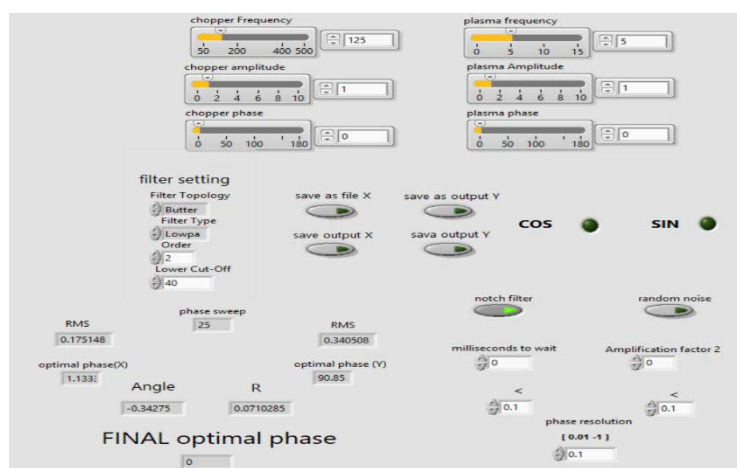 chopper Frequency
50 200 400 500
125
chopper amplitude
0 2 4 6 8 10
1
chopper phase
0 50 100 180
0
plasma frequency
0 5 10 15
5
plasma Amplitude
0 2 4 6 8 10
1
plasma phase
0 50 100 180
0
filter setting
Filter Topology
Butter
Filter Type
Lowpa
Order
2
Lower Cut-Off
40
save as file X
save as output Y
save output X
sava output Y
COS
SIN
notch filter
random noise
phase sweep
25
RMS
0.175148
RMS
0.340508
optimal phase(X)
1.133
optimal phase (Y)
90.85
Angle
-0.34275
R
0.0710285
milliseconds to wait
0
Amplification factor 2
0
<
0.1
<
0.1
phase resolution
[ 0.01 -1 ]
0.1
FINAL optimal phase
0